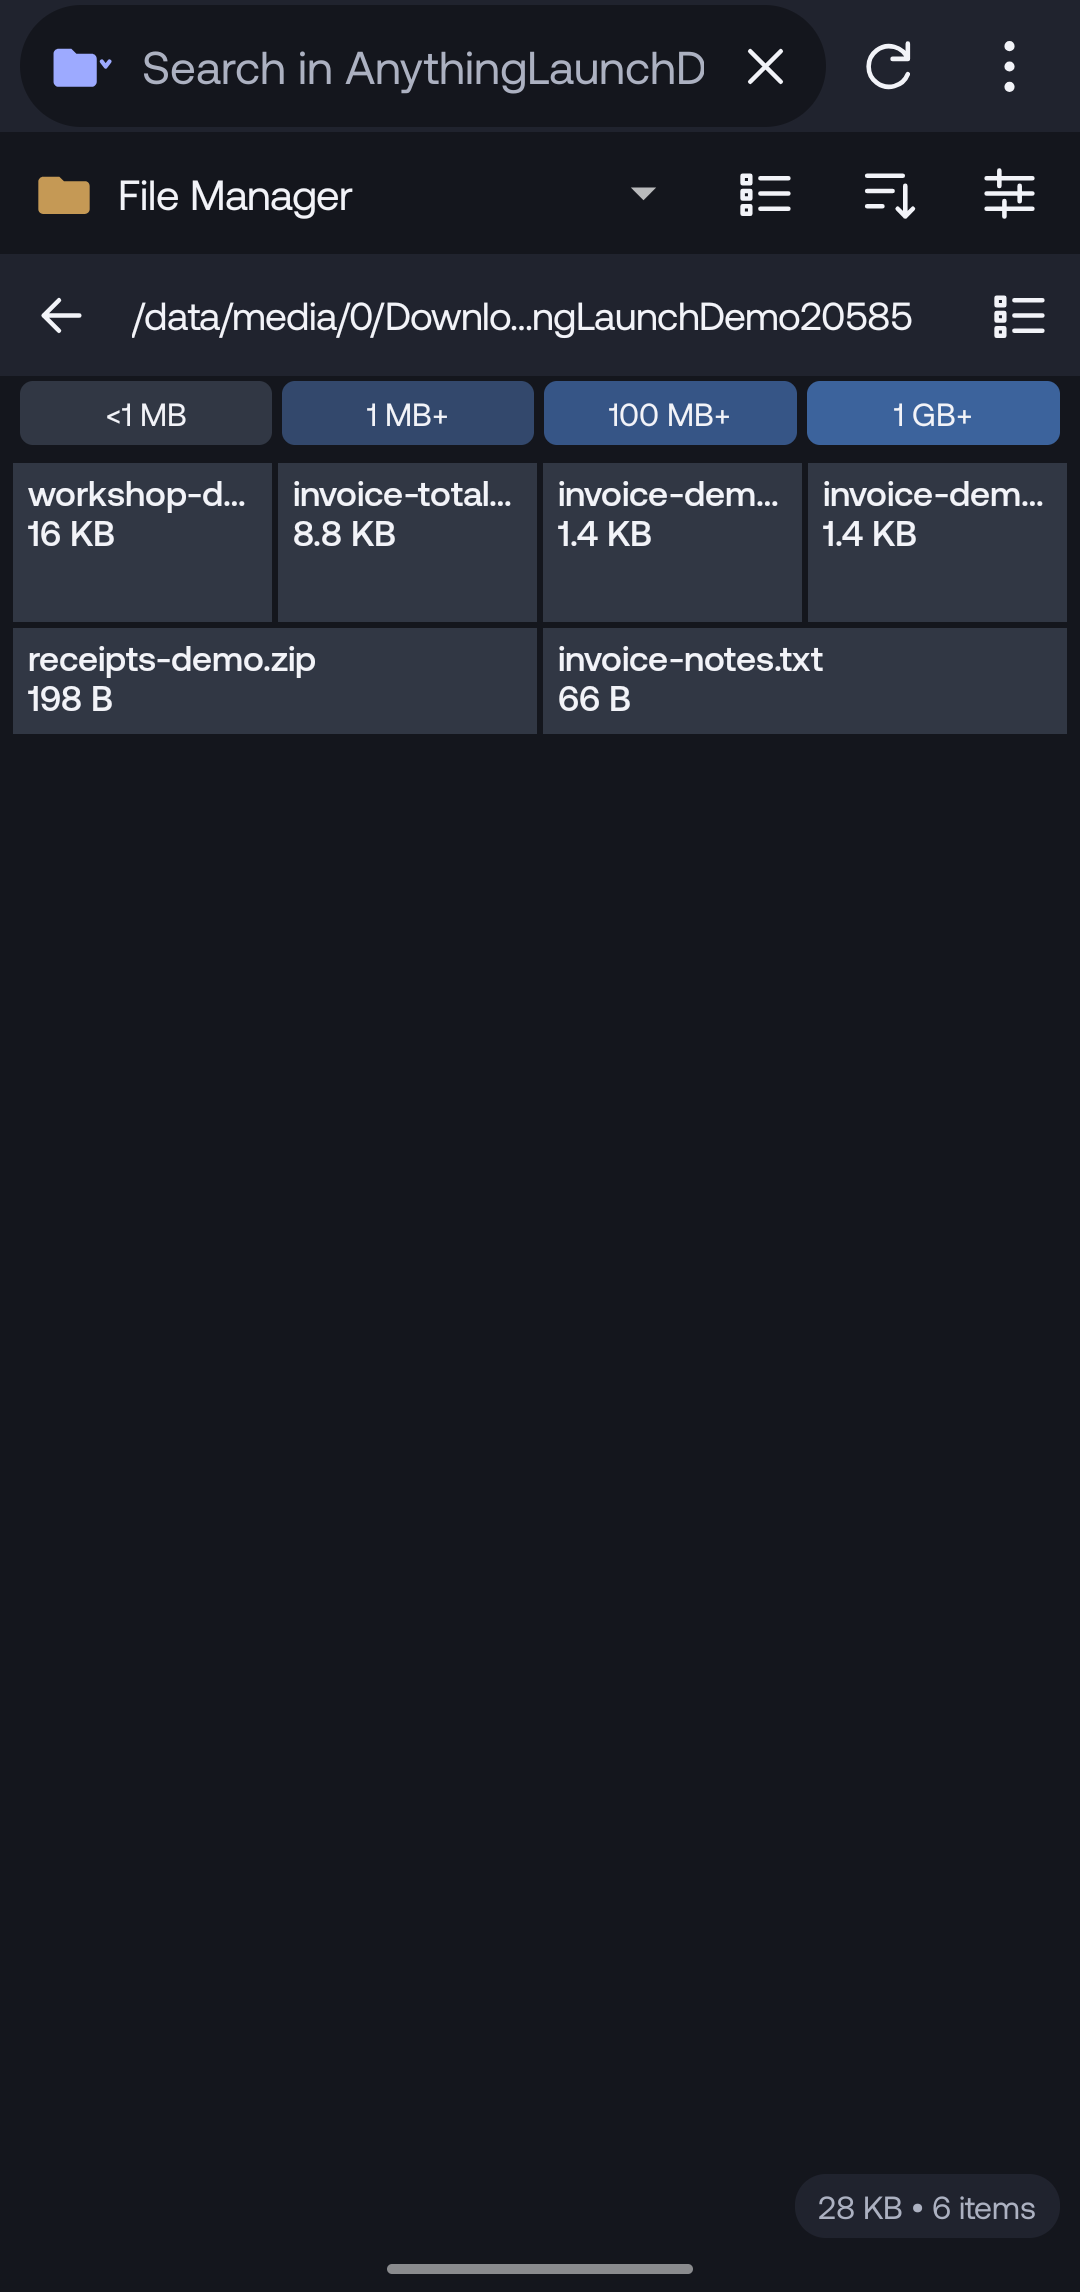 Search in AnythingLaunchD
File Manager
/data/media/0/Downlo...ngLaunchDemo20585
<1 MB
1 MB+
100 MB+
1 GB+
workshop-d...
16 KB
invoice-total...
8.8 KB
invoice-dem...
1.4 KB
invoice-dem...
1.4 KB
receipts-demo.zip
198 B
invoice-notes.txt
66 B
28 KB • 6 items